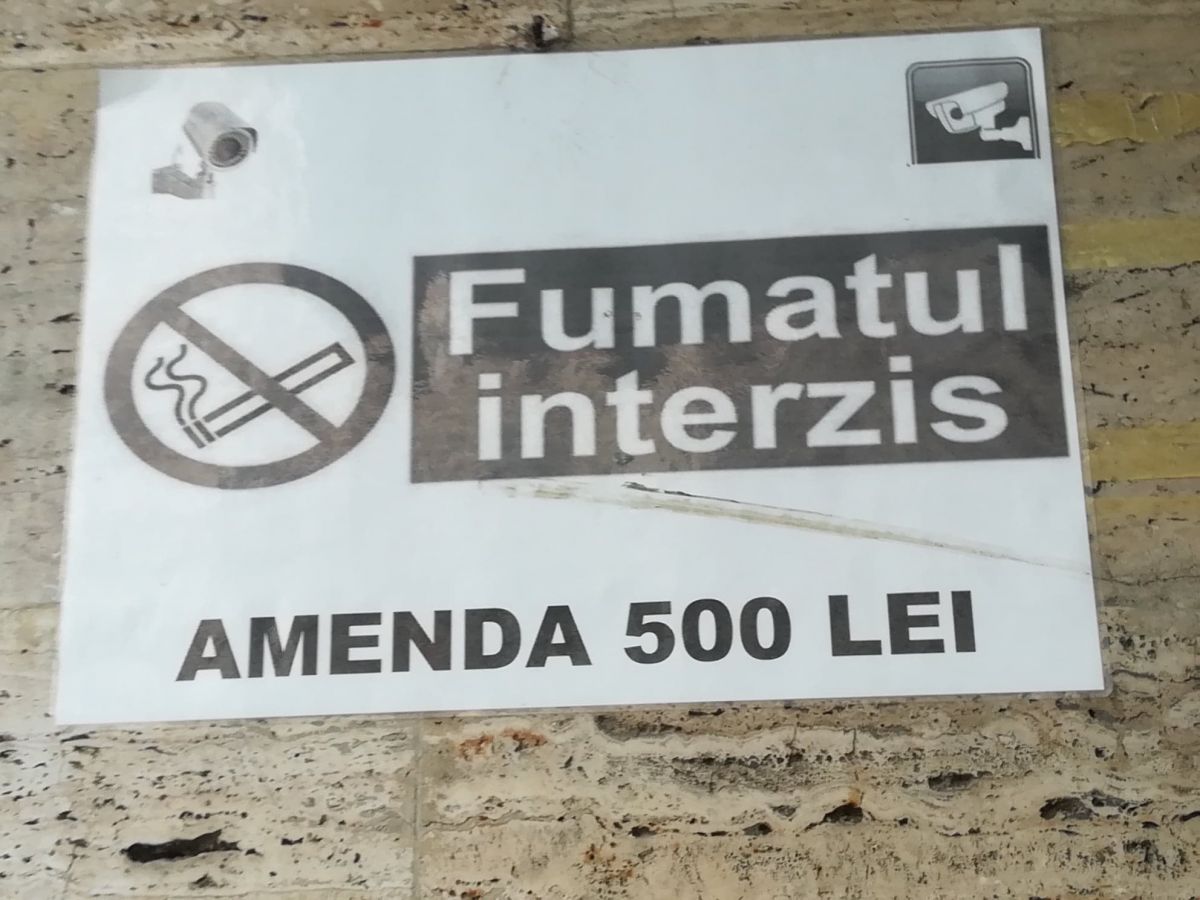 Fumatul
interzis
AMENDA 500 LEI